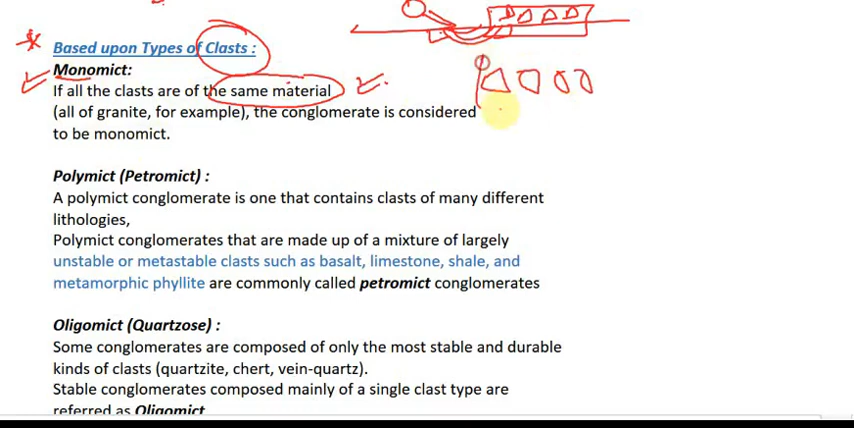 Based upon Types of Clasts :
Monomict:
If all the clasts are of the same material
(all of granite, for example), the conglomerate is considered
to be monomict.
Polymict (Petromict) :
A polymict conglomerate is one that contains clasts of many different
lithologies,
Polymict conglomerates that are made up of a mixture of largely
unstable or metastable clasts such as basalt, limestone, shale, and
metamorphic phyllite are commonly called petromict conglomerates
Oligomict (Quartzose) :
Some conglomerates are composed of only the most stable and durable
kinds of clasts (quartzite, chert, vein-quartz).
Stable conglomerates composed mainly of a single clast type are
referred as Oligomict